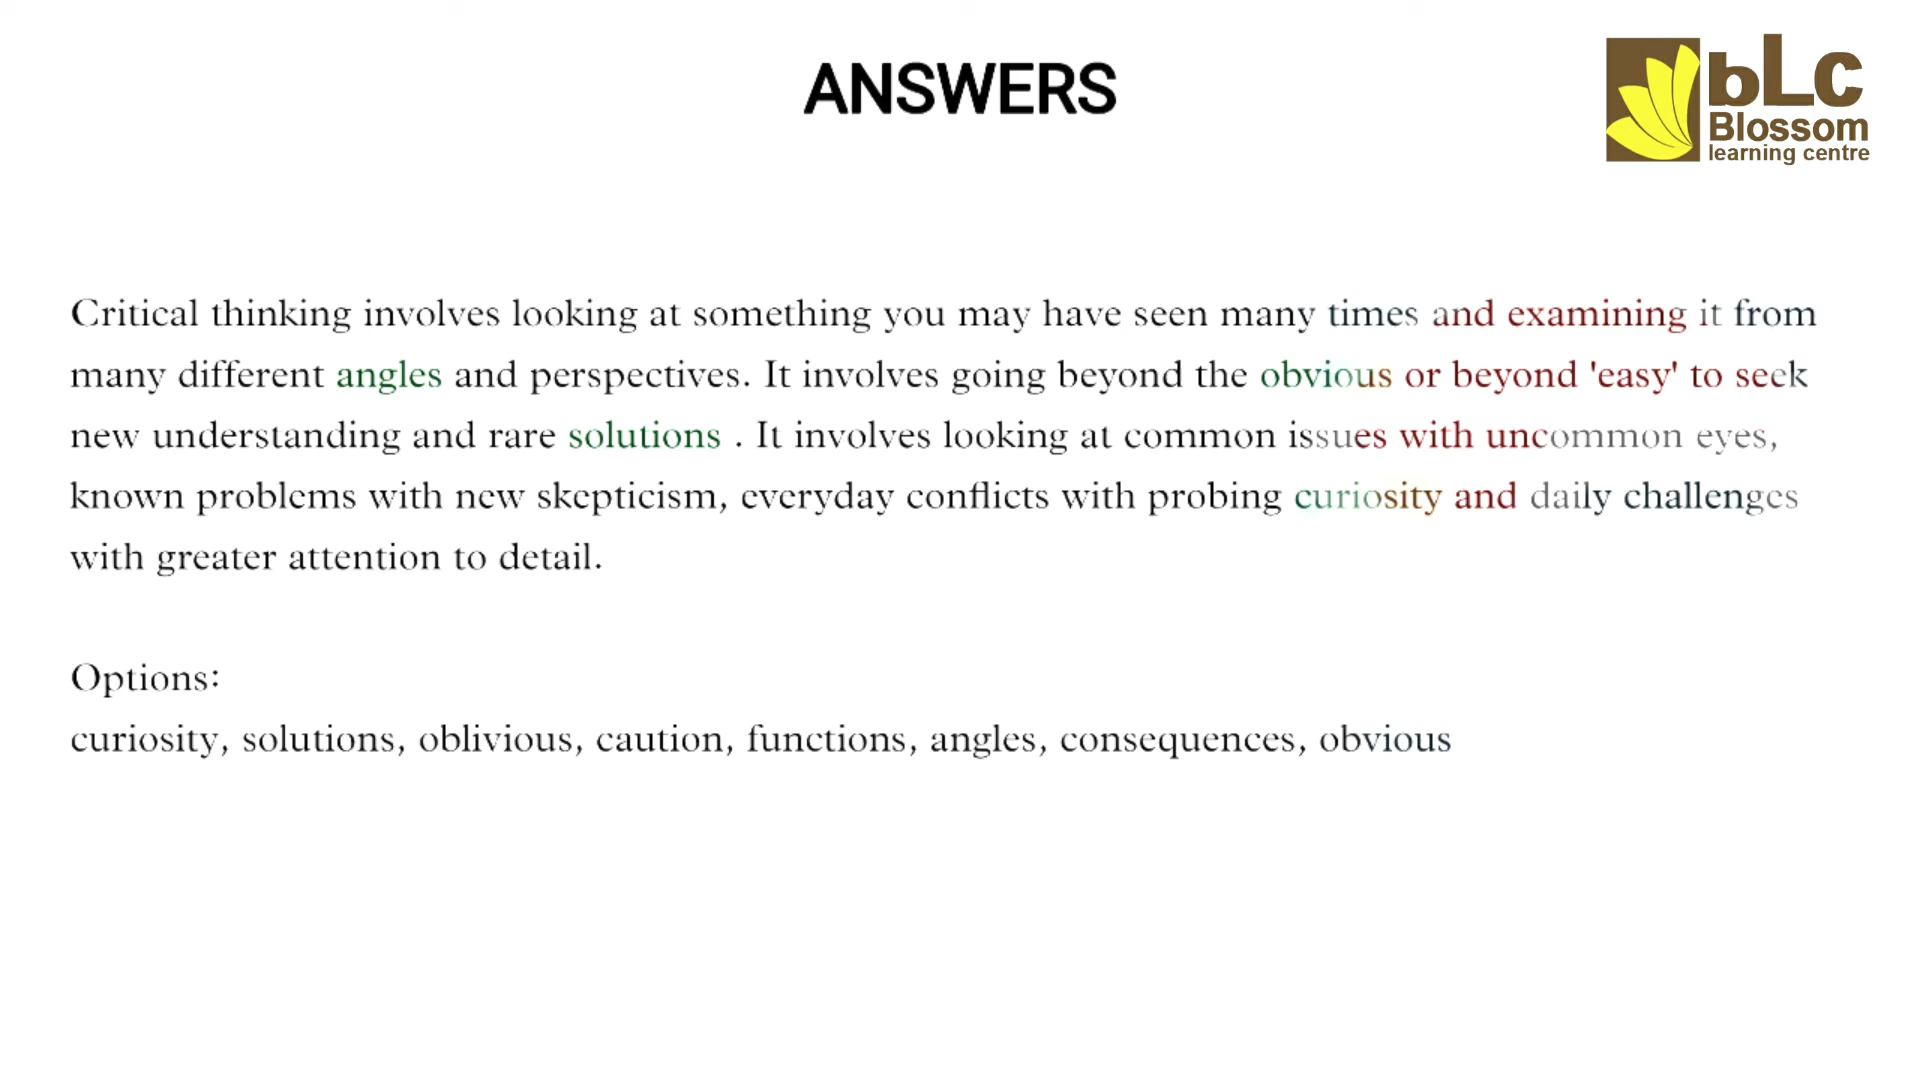 ANSWERS
bLc
Blossom
learning centre
Critical thinking involves looking at something you may have seen many times and examining it from
many different angles and perspectives. It involves going beyond the obvious or beyond 'easy' to seek
new understanding and rare solutions . It involves looking at common issues with uncommon eyes,
known problems with new skepticism, everyday conflicts with probing curiosity and daily challenges
with greater attention to detail.
Options:
curiosity, solutions, oblivious, caution, functions, angles, consequences, obvious